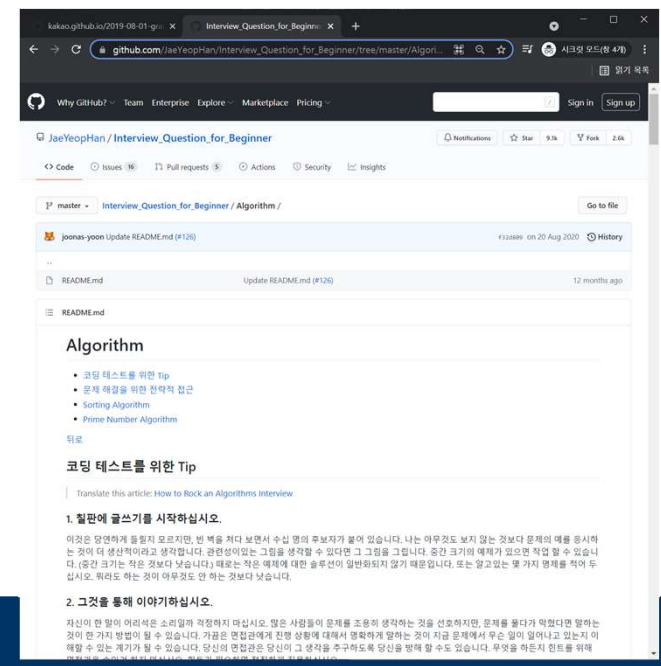 kakao.github.io/2019-08-01-gra
Interview_Question_for_Beginne
github.com/JaeYeopHan/Interview_Question_for_Beginner/tree/master/Algori...
시크릿 모드(창 4개)
읽기 목록
Why GitHub? Team Enterprise Explore Marketplace Pricing
/
Sign in Sign up
JaeYeopHan / Interview_Question_for_Beginner
Notifications Star 9.1k Fork 2.6k
<> Code Issues 16 Pull requests 5 Actions Security Insights
master Interview_Question_for_Beginner / Algorithm /
Go to file
joonas-yoon Update README.md (#126)
on 20 Aug 2020 History
..
README.md Update README.md (#126) 12 months ago
README.md
Algorithm
• 코딩 테스트를 위한 Tip
• 문제 해결을 위한 전략적 접근
• Sorting Algorithm
• Prime Number Algorithm
뒤로
코딩 테스트를 위한 Tip
Translate this article: How to Rock an Algorithms Interview
1. 칠판에 글쓰기를 시작하십시오.
이것은 당연하게 들릴지 모르지만, 빈 벽을 쳐다 보면서 수십 명의 후보자가 붙어 있습니다. 나는 아무것도 보지 않는 것보다 문제의 예를 응시하
는 것이 더 생산적이라고 생각합니다. 관련성이있는 그림을 생각할 수 있다면 그 그림을 그립니다. 중간 크기의 예제가 있으면 작업 할 수 있습니
다. (중간 크기는 작은 것보다 낫습니다.) 때로는 작은 예제에 대한 솔루션이 일반화되지 않기 때문입니다. 또는 알고있는 몇 가지 명제를 적어 두
십시오. 뭐라도 하는 것이 아무것도 안 하는 것보다 낫습니다.
2. 그것을 통해 이야기하십시오.
자신이 한 말이 어리석은 소리일까 걱정하지 마십시오. 많은 사람들이 문제를 조용히 생각하는 것을 선호하지만, 문제를 풀다가 막혔다면 말하는
것이 한 가지 방법이 될 수 있습니다. 가끔은 면접관에게 진행 상황에 대해서 명확하게 말하는 것이 지금 문제에서 무슨 일이 일어나고 있는지 이
해할 수 있는 계기가 될 수 있습니다. 당신의 면접관은 당신이 그 생각을 추구하도록 당신을 방해 할 수도 있습니다. 무엇을 하든지 힌트를 위해